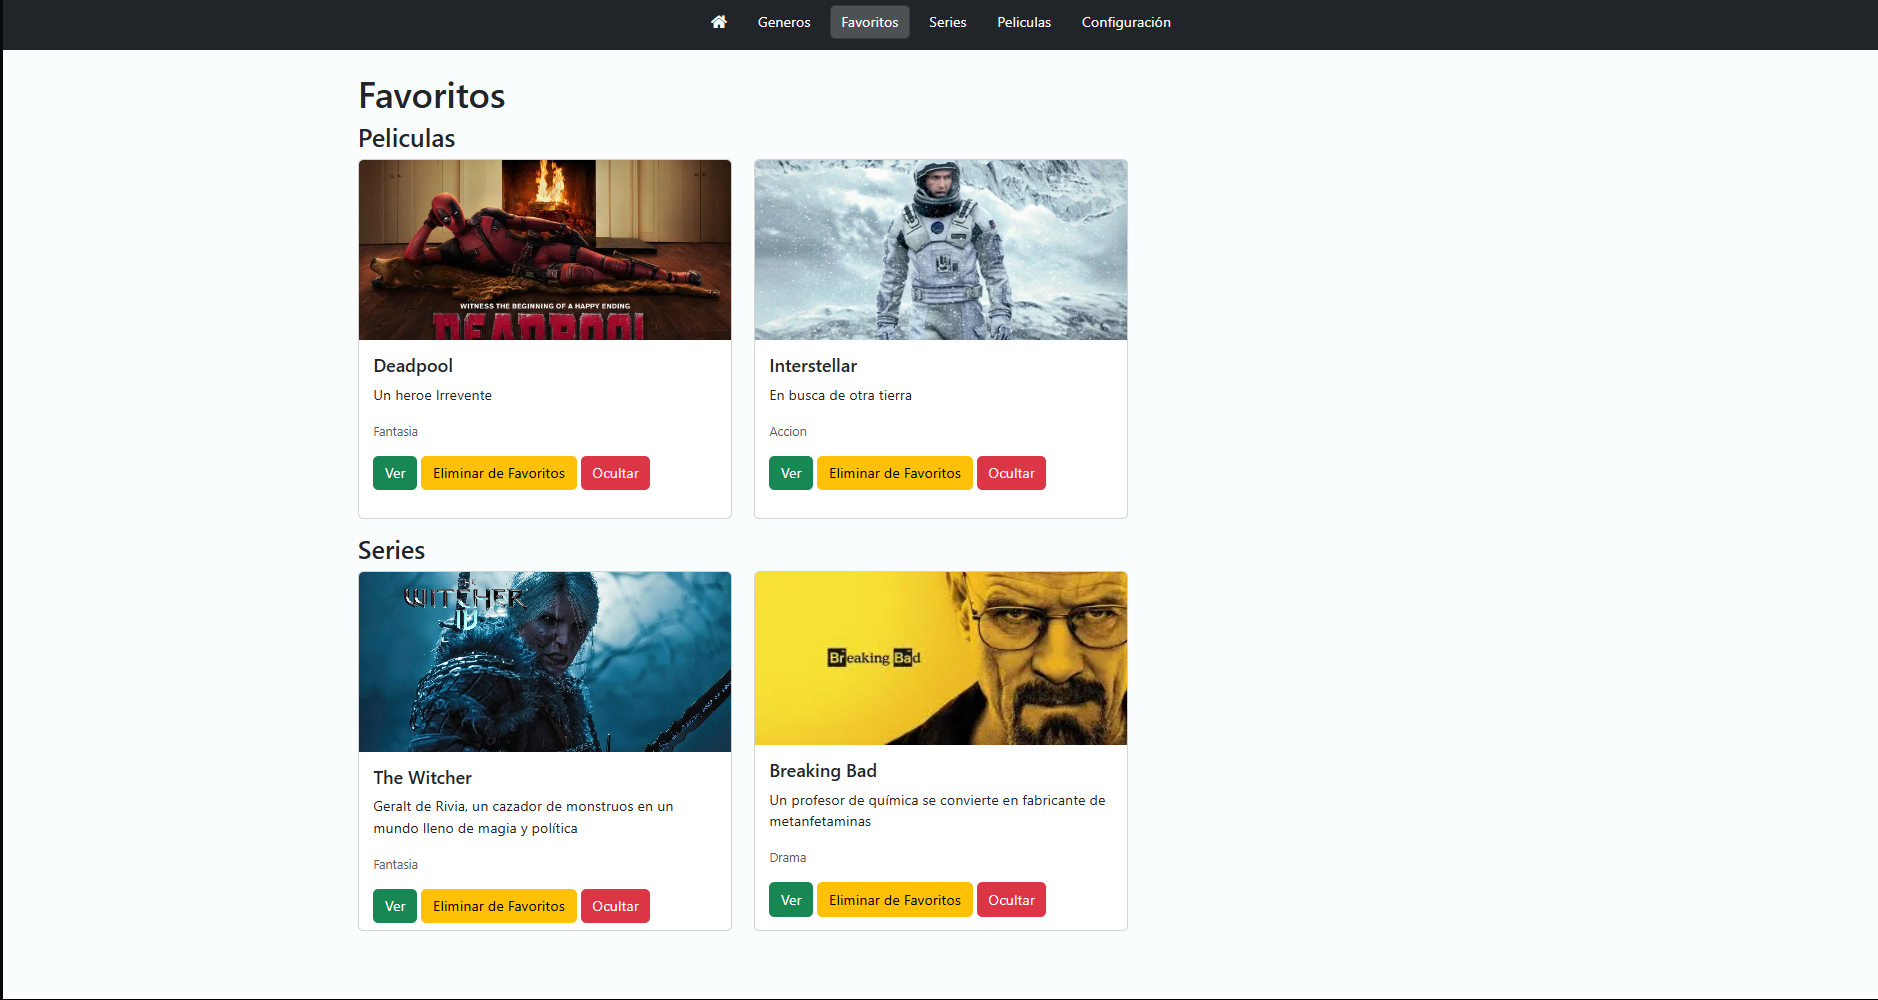 Generos Favoritos Series Peliculas Configuración
Favoritos
Peliculas
WITNESS THE BEGINNING OF A HAPPY ENDING
DEADPOOL
Deadpool
Un heroe Irrevente
Fantasia
Ver Eliminar de Favoritos Ocultar
Interstellar
En busca de otra tierra
Accion
Ver Eliminar de Favoritos Ocultar
Series
THE
WITCHER
The Witcher
Geralt de Rivia, un cazador de monstruos en un
mundo lleno de magia y política
Fantasia
Ver Eliminar de Favoritos Ocultar
Breaking Bad
Breaking Bad
Un profesor de química se convierte en fabricante de
metanfetaminas
Drama
Ver Eliminar de Favoritos Ocultar